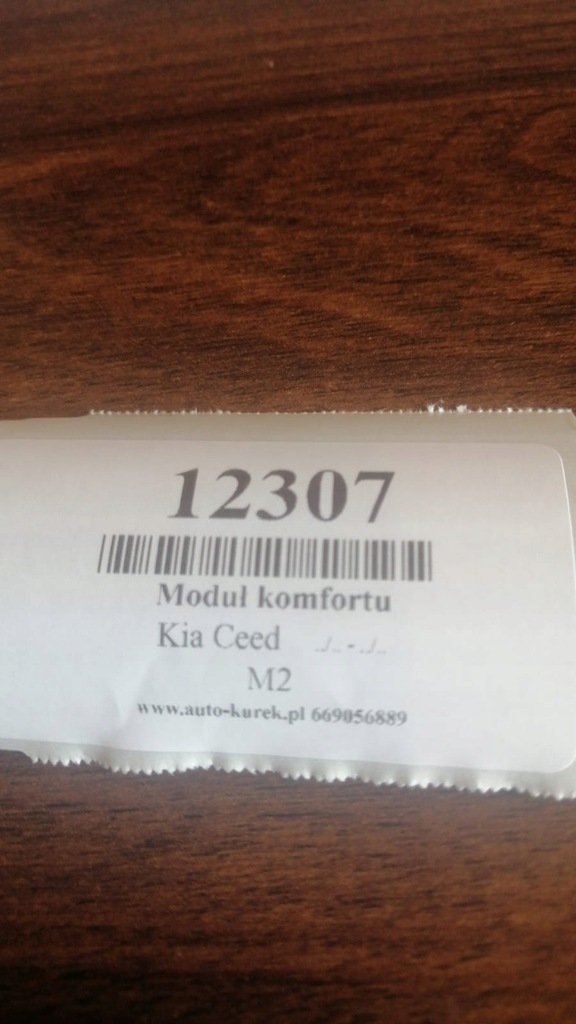 12307
Moduł komfortu
Kia Ceed ./.. - ./..
M2
www.auto-kurek.pl 669056889